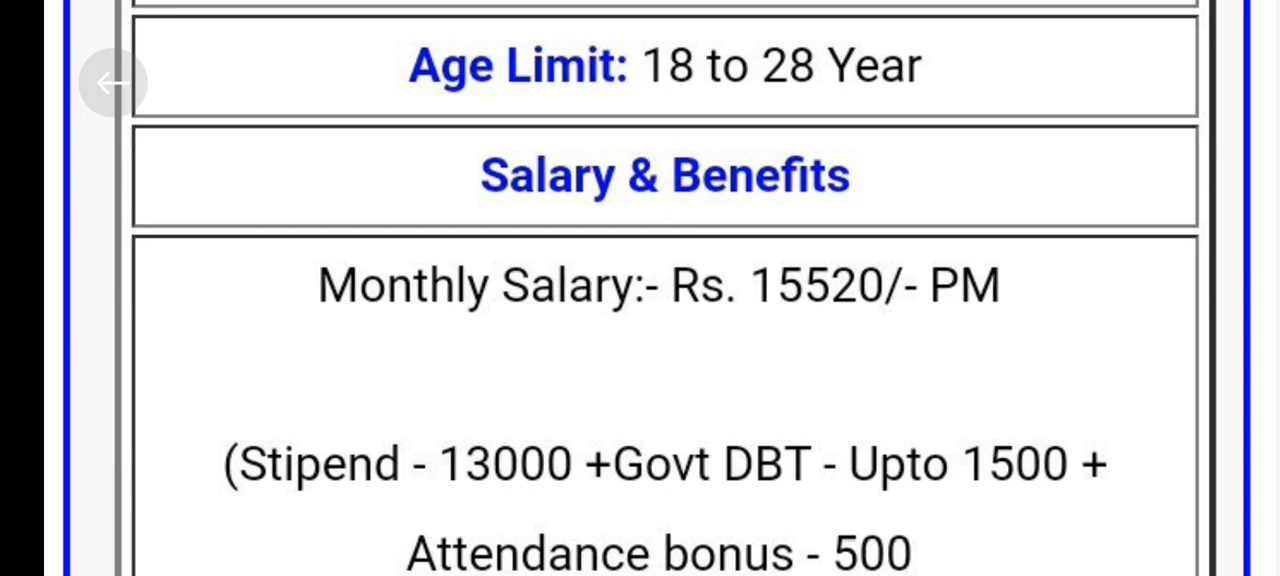 Age Limit: 18 to 28 Year
Salary & Benefits
Monthly Salary:- Rs. 15520/- PM
(Stipend - 13000 +Govt DBT - Upto 1500 +
Attendance bonus - 500